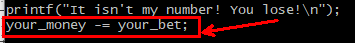 printf("It isn't my number! You lose!\n");
your_money -= your_bet;